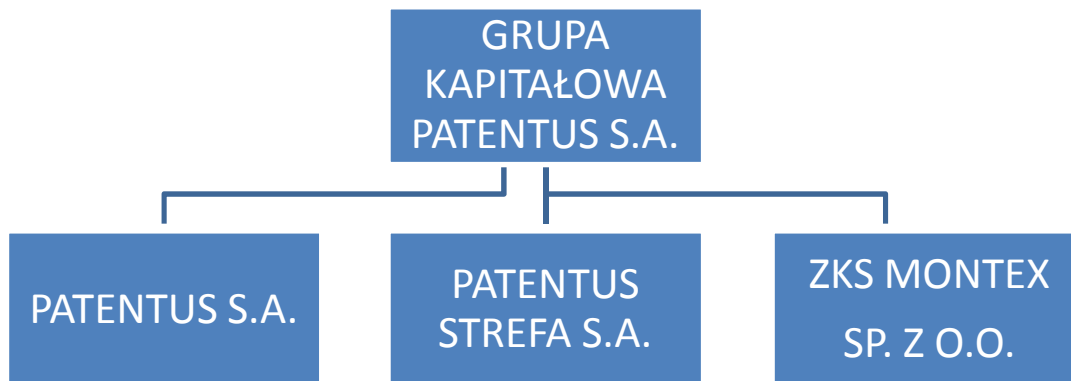 GRUPA
KAPITAŁOWA
PATENTUS S.A.
PATENTUS S.A.
PATENTUS
STREFA S.A.
ZKS MONTEX
SP. Z O.O.